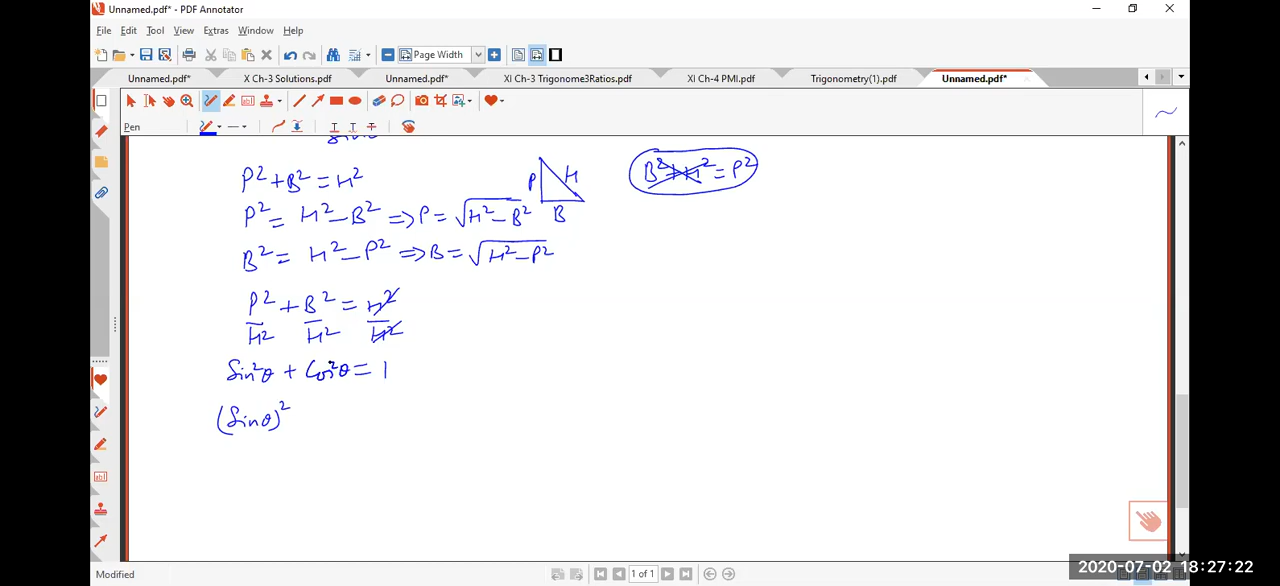 Unnamed.pdf* - PDF Annotator
File Edit Tool View Extras Window Help
Page Width
Unnamed.pdf* X Ch-3 Solutions.pdf Unnamed.pdf* XI Ch-3 Trigonome3Ratios.pdf XI Ch-4 PMI.pdf Trigonometry(1).pdf Unnamed.pdf*
Pen
P² + B² = H²
P
H
B
B² + H² = P²
P² = H² - B² => P = √(H² - B²)
B² = H² - P² => B = √(H² - P²)
P²/H² + B²/H² = H²/H²
Sin²θ + Cos²θ = 1
(Sinθ)²
1 of 1
Modified
2020-07-02 18:27:22